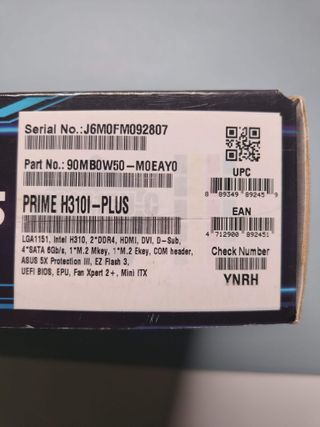 Serial No.:J6M0FM092807
Part No.: 90MB0W50-M0EAY0
PRIME H310I-PLUS
LGA1151, Intel H310, 2*DDR4, HDMI, DVI, D-Sub,
4*SATA 6Gb/s, 1*M.2 Mkey, 1*M.2 Ekey, COM header,
ASUS 5X Protection III, EZ Flash 3,
UEFI BIOS, EPU, Fan Xpert 2+, Mini ITX
UPC
8 89349 89245 9
EAN
4 712900 892451
Check Number
YNRH